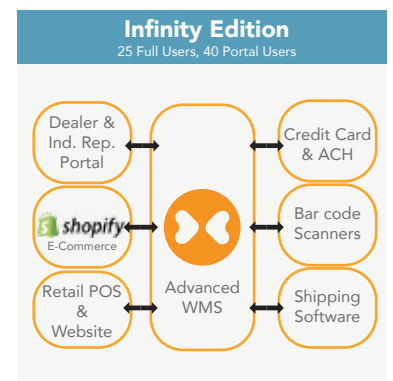 Infinity Edition
25 Full Users, 40 Portal Users
Dealer &
Ind. Rep.
Portal
shopify
E-Commerce
Retail POS
&
Website
Advanced
WMS
Credit Card
& ACH
Bar code
Scanners
Shipping
Software